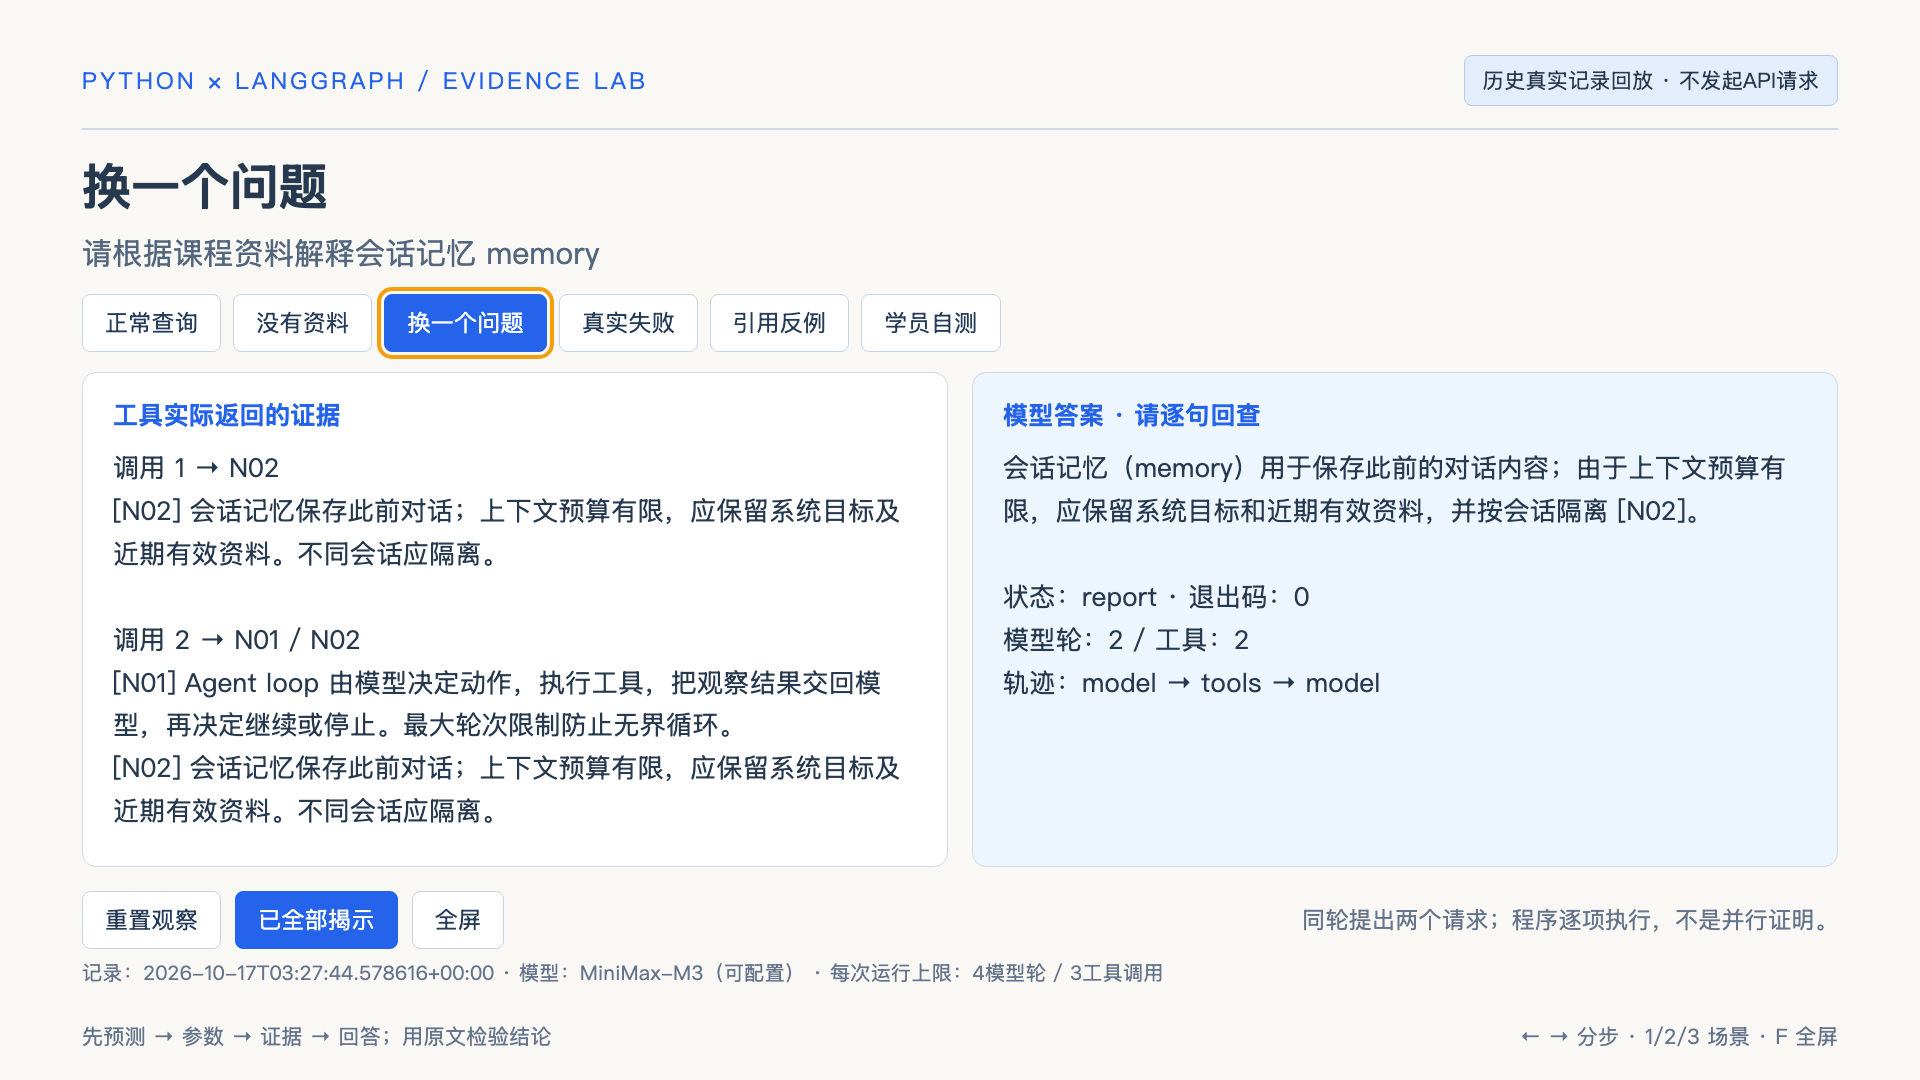 PYTHON × LANGGRAPH / EVIDENCE LAB
历史真实记录回放 · 不发起API请求
换一个问题
请根据课程资料解释会话记忆 memory
正常查询
没有资料
换一个问题
真实失败
引用反例
学员自测
工具实际返回的证据
调用 1 → N02
[N02] 会话记忆保存此前对话；上下文预算有限，应保留系统目标及
近期有效资料。不同会话应隔离。
调用 2 → N01 / N02
[N01] Agent loop 由模型决定动作，执行工具，把观察结果交回模
型，再决定继续或停止。最大轮次限制防止无界循环。
[N02] 会话记忆保存此前对话；上下文预算有限，应保留系统目标及
近期有效资料。不同会话应隔离。
模型答案 · 请逐句回查
会话记忆（memory）用于保存此前的对话内容；由于上下文预算有
限，应保留系统目标和近期有效资料，并按会话隔离 [N02]。
状态：report · 退出码：0
模型轮：2 / 工具：2
轨迹：model → tools → model
重置观察
已全部揭示
全屏
同轮提出两个请求；程序逐项执行，不是并行证明。
记录：2026-10-17T03:27:44.578616+00:00 · 模型：MiniMax-M3（可配置） · 每次运行上限：4模型轮 / 3工具调用
先预测 → 参数 → 证据 → 回答；用原文检验结论
← → 分步 · 1/2/3 场景 · F 全屏